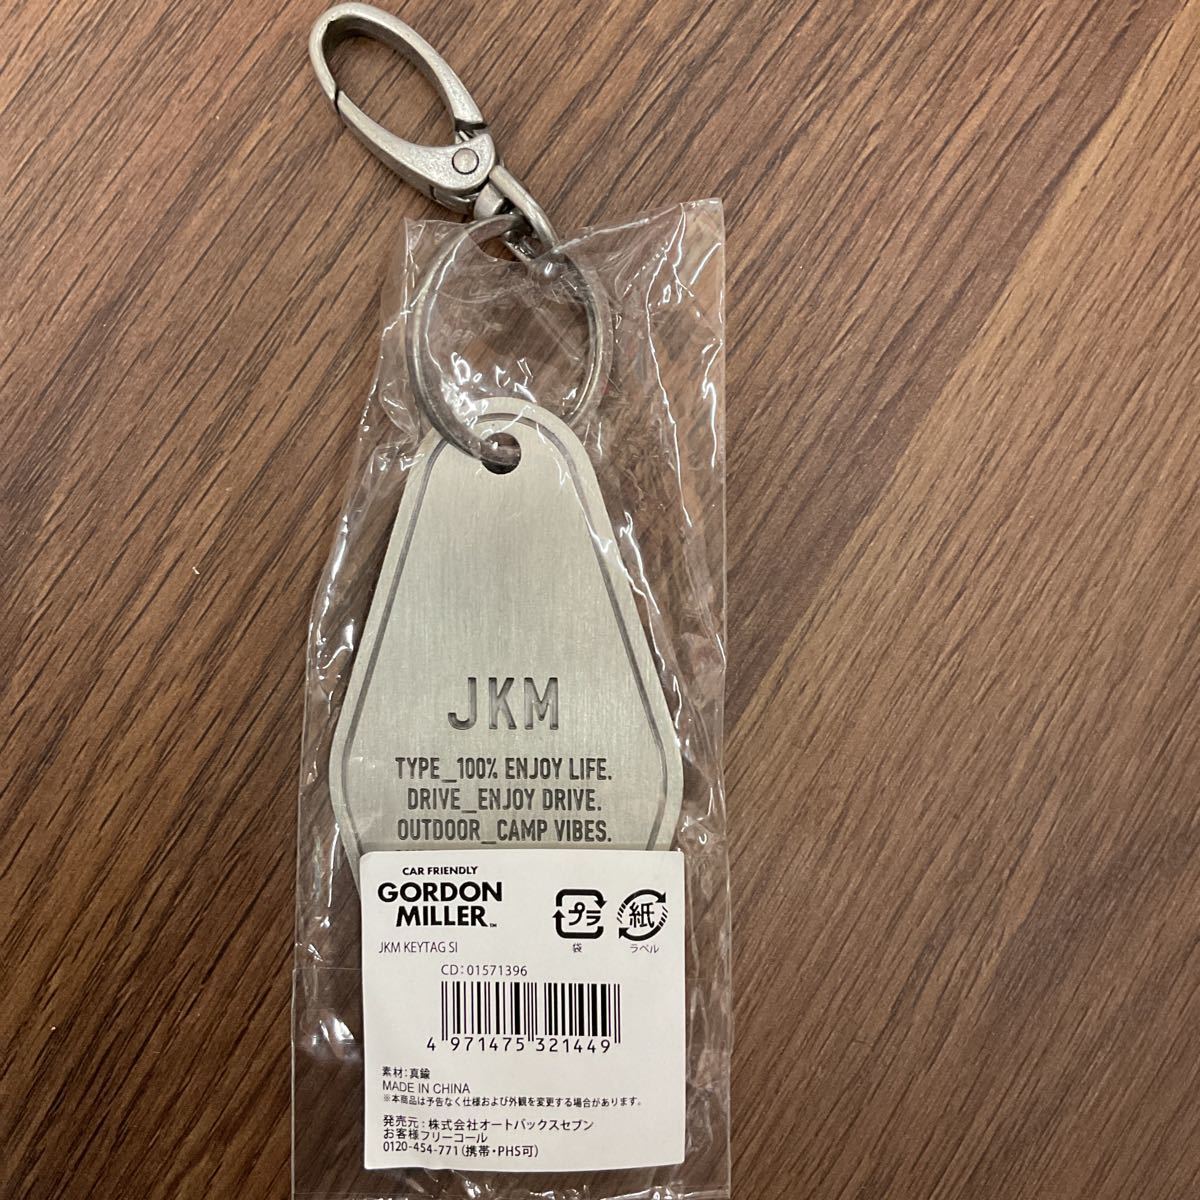 JKM
TYPE_100% ENJOY LIFE.
DRIVE_ENJOY DRIVE.
OUTDOOR_CAMP VIBES.
CAR FRIENDLY
GORDON
MILLER™
プラ
袋
紙
ラベル
JKM KEYTAG SI
CD:01571396
4 971475 321449
素材:真鍮
MADE IN CHINA
※本商品は予告なく仕様および外観を変更する場合があります。
発売元:株式会社オートバックスセブン
お客様フリーコール
0120-454-771(携帯・PHS可)